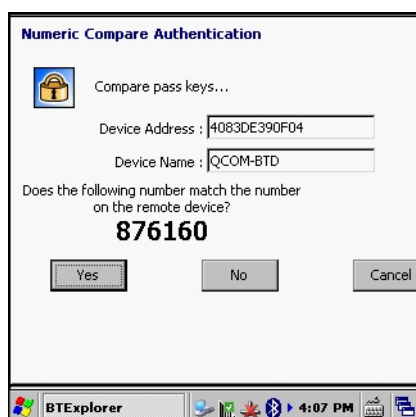 Numeric Compare Authentication
Compare pass keys...
Device Address : 4083DE390F04
Device Name : QCOM-BTD
Does the following number match the number
on the remote device?
876160
Yes No Cancel
BTExplorer 4:07 PM